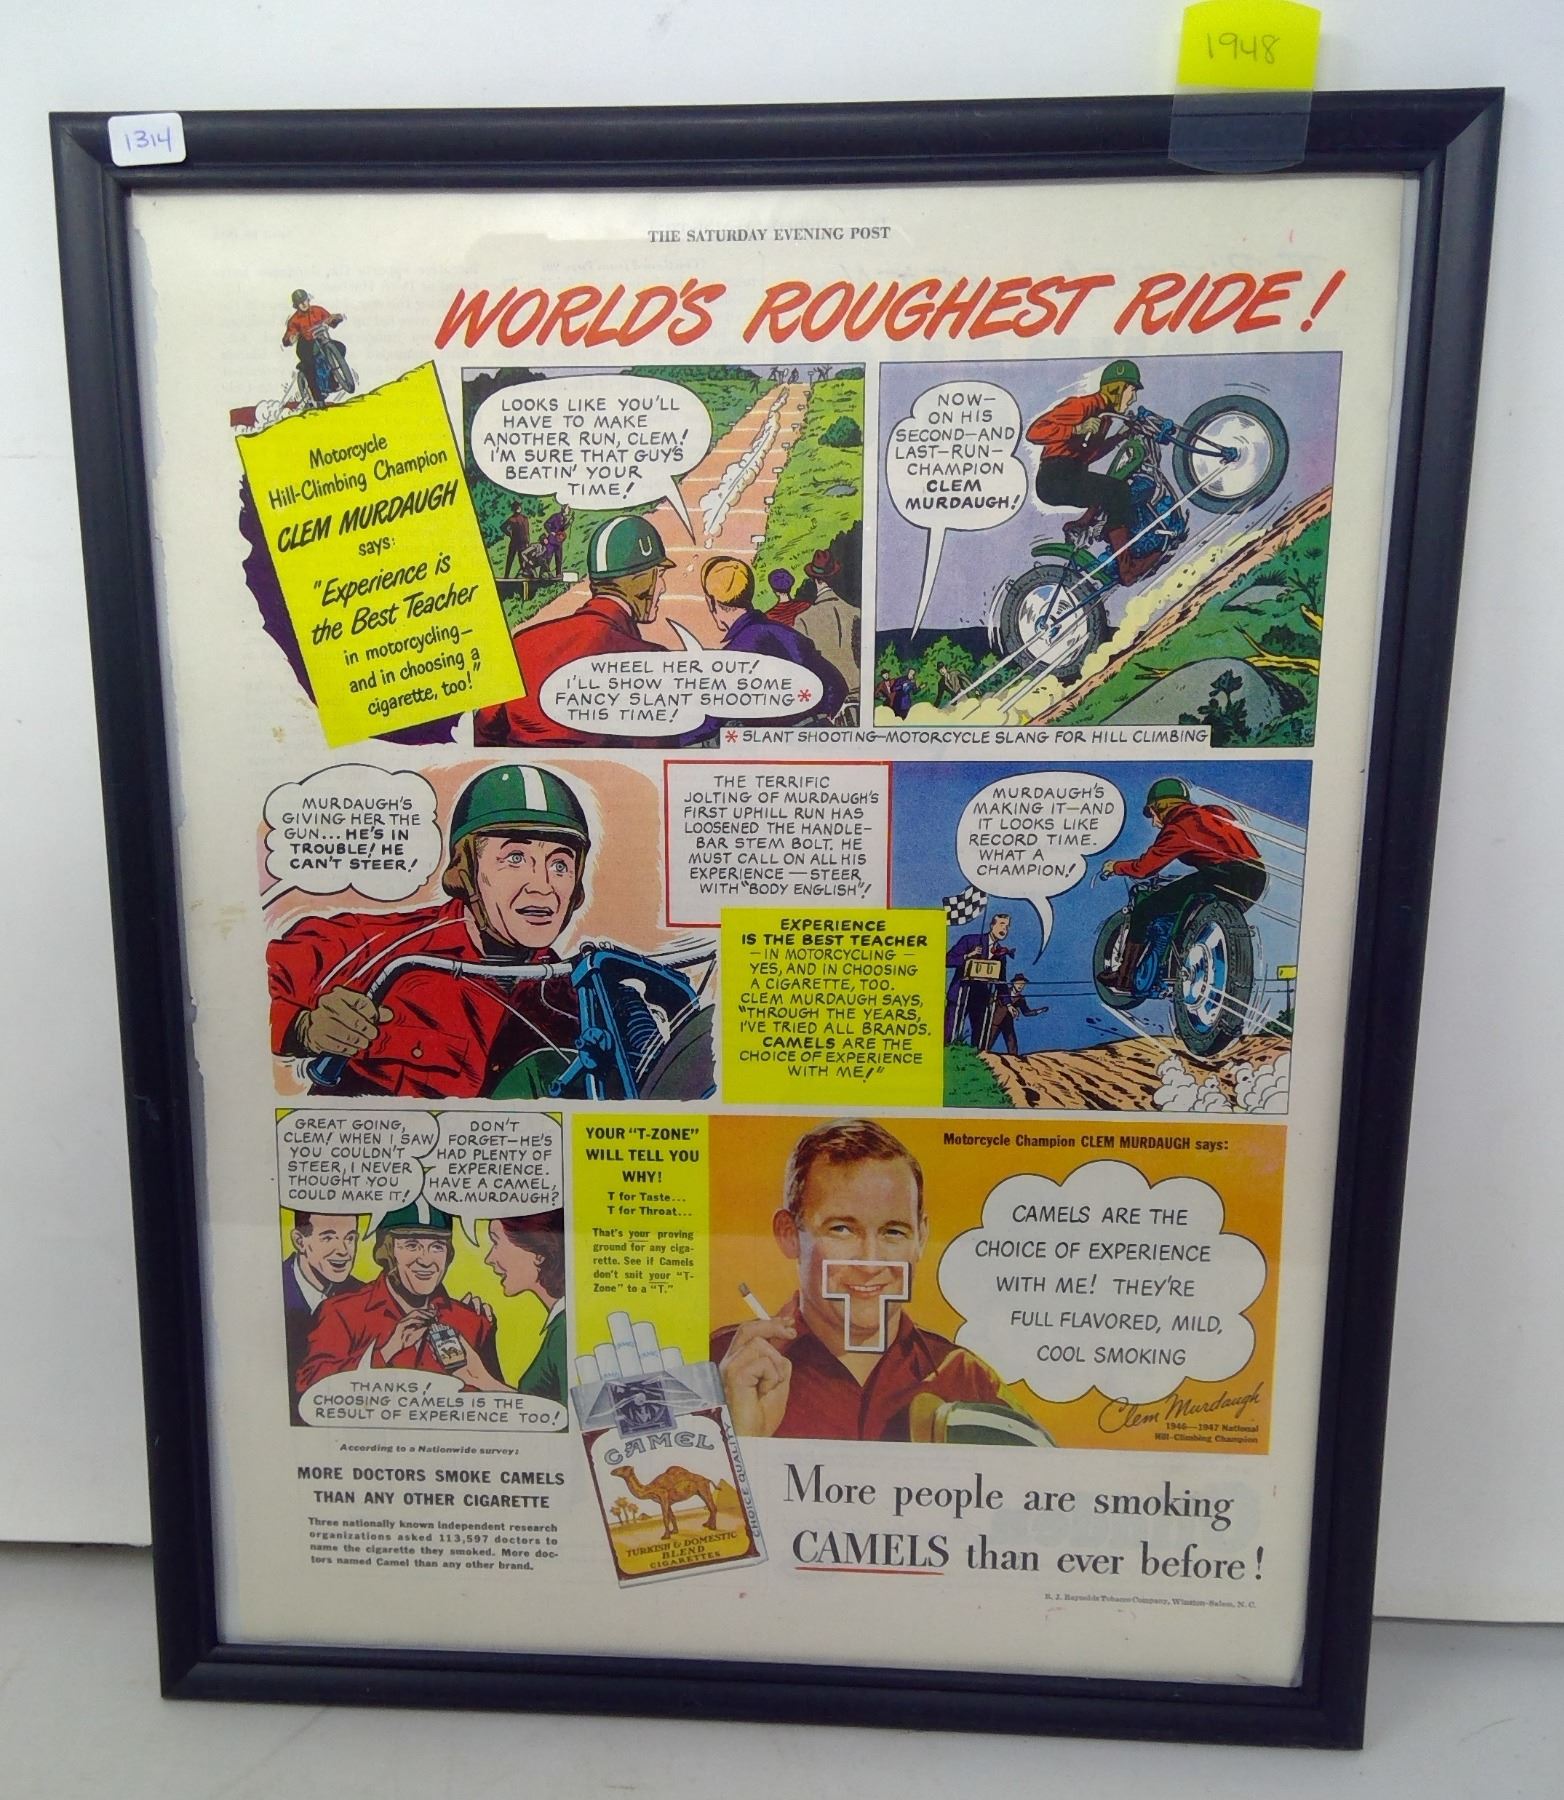 1948
1314
THE SATURDAY EVENING POST
WORLD'S ROUGHEST RIDE!
Motorcycle
Hill-Climbing Champion
CLEM MURDAUGH
says:
"Experience is
the Best Teacher
in motorcycling—
and in choosing a
cigarette, too!"
LOOKS LIKE YOU'LL
HAVE TO MAKE
ANOTHER RUN, CLEM!
I'M SURE THAT GUY'S
BEATIN' YOUR
TIME!
U
WHEEL HER OUT!
I'LL SHOW THEM SOME
FANCY SLANT SHOOTING*
THIS TIME!
NOW—
ON HIS
SECOND—AND
LAST—RUN—
CHAMPION
CLEM
MURDAUGH!
U
* SLANT SHOOTING—MOTORCYCLE SLANG FOR HILL CLIMBING
MURDAUGH'S
GIVING HER THE
GUN... HE'S IN
TROUBLE! HE
CAN'T STEER!
THE TERRIFIC
JOLTING OF MURDAUGH'S
FIRST UPHILL RUN HAS
LOOSENED THE HANDLE-
BAR STEM BOLT. HE
MUST CALL ON ALL HIS
EXPERIENCE — STEER
WITH "BODY ENGLISH"!
EXPERIENCE
IS THE BEST TEACHER
— IN MOTORCYCLING —
YES, AND IN CHOOSING
A CIGARETTE, TOO.
CLEM MURDAUGH SAYS,
"THROUGH THE YEARS,
I'VE TRIED ALL BRANDS.
CAMELS ARE THE
CHOICE OF EXPERIENCE
WITH ME!"
MURDAUGH'S
MAKING IT—AND
IT LOOKS LIKE
RECORD TIME.
WHAT A
CHAMPION!
GREAT GOING,
CLEM! WHEN I SAW
YOU COULDN'T
STEER, I NEVER
THOUGHT YOU
COULD MAKE IT!
DON'T
FORGET—HE'S
HAD PLENTY OF
EXPERIENCE.
HAVE A CAMEL,
MR. MURDAUGH?
THANKS!
CHOOSING CAMELS IS THE
RESULT OF EXPERIENCE TOO!
YOUR "T-ZONE"
WILL TELL YOU
WHY!
T for Taste...
T for Throat...
That's your proving
ground for any ciga-
rette. See if Camels
don't suit your "T-
Zone" to a "T."
Motorcycle Champion CLEM MURDAUGH says:
CAMELS ARE THE
CHOICE OF EXPERIENCE
WITH ME! THEY'RE
FULL FLAVORED, MILD,
COOL SMOKING
T
Clem Murdaugh
1946—1947 National
Hill-Climbing Champion
According to a Nationwide survey:
MORE DOCTORS SMOKE CAMELS
THAN ANY OTHER CIGARETTE
Three nationally known independent research
organizations asked 113,597 doctors to
name the cigarette they smoked. More doc-
tors named Camel than any other brand.
CAMEL
CHOICE QUALITY
TURKISH & DOMESTIC
BLEND
CIGARETTES
More people are smoking
CAMELS than ever before!
R. J. Reynolds Tobacco Company, Winston-Salem, N. C.